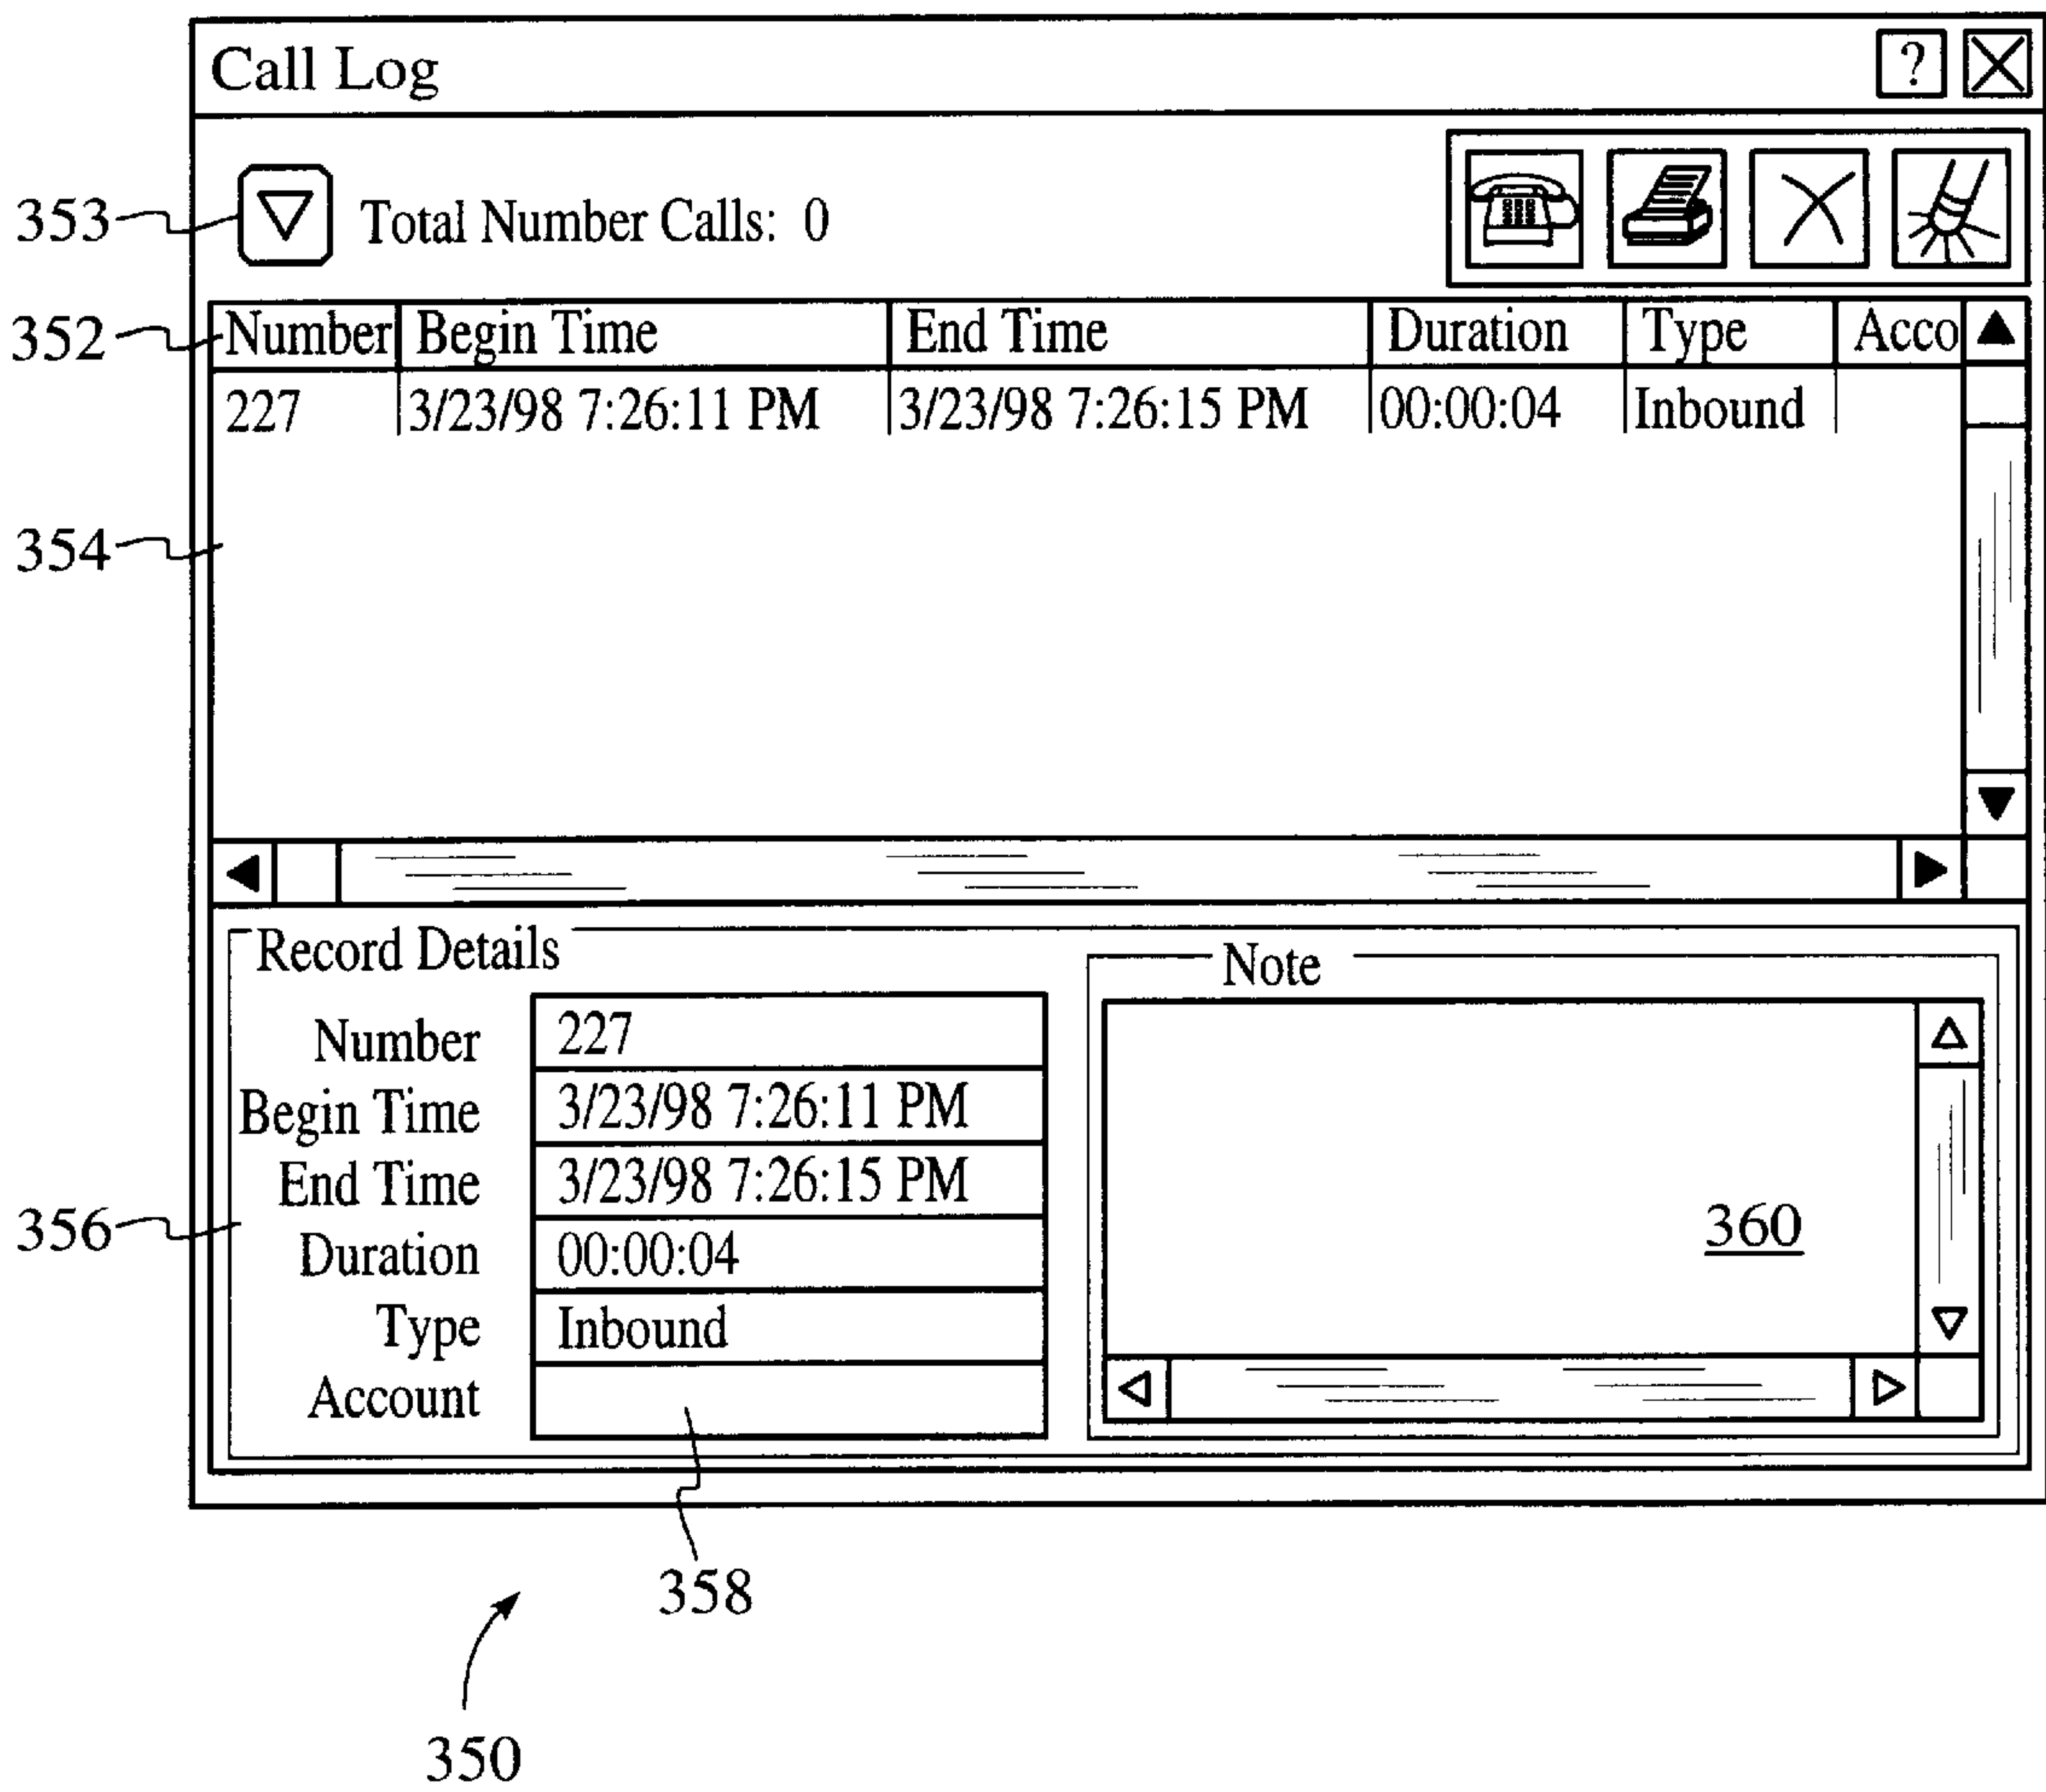 Call Log ?
353 Total Number Calls: 0
352 Number Begin Time End Time Duration Type Acco
227 3/23/98 7:26:11 PM 3/23/98 7:26:15 PM 00:00:04 Inbound
354
Record Details Note
Number 227
Begin Time 3/23/98 7:26:11 PM
End Time 3/23/98 7:26:15 PM
356 360
Duration 00:00:04
Type Inbound
Account
358
350